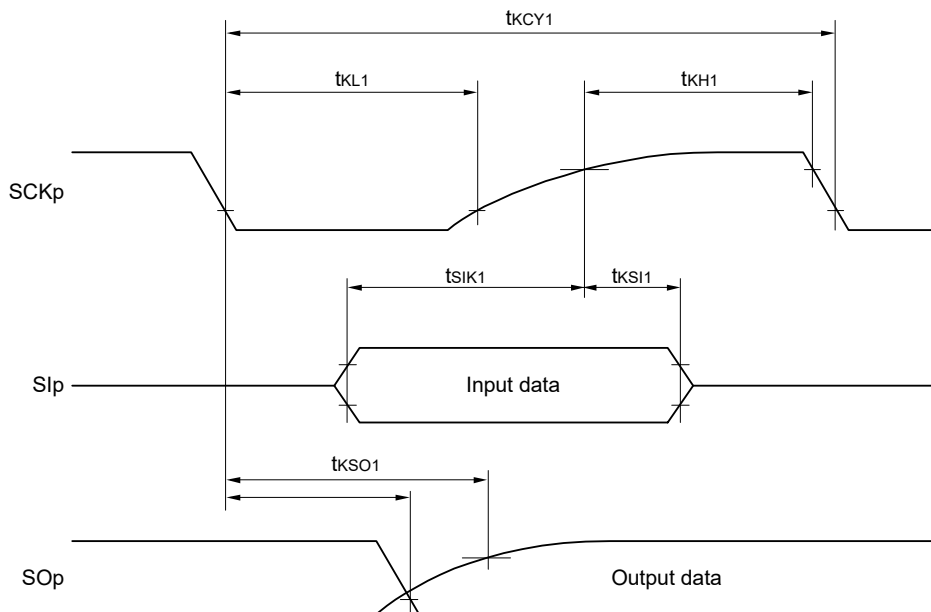 tKCY1
tKL1
tKH1
SCKp
tSIK1
tKSI1
SIp
Input data
tKSO1
SOp
Output data